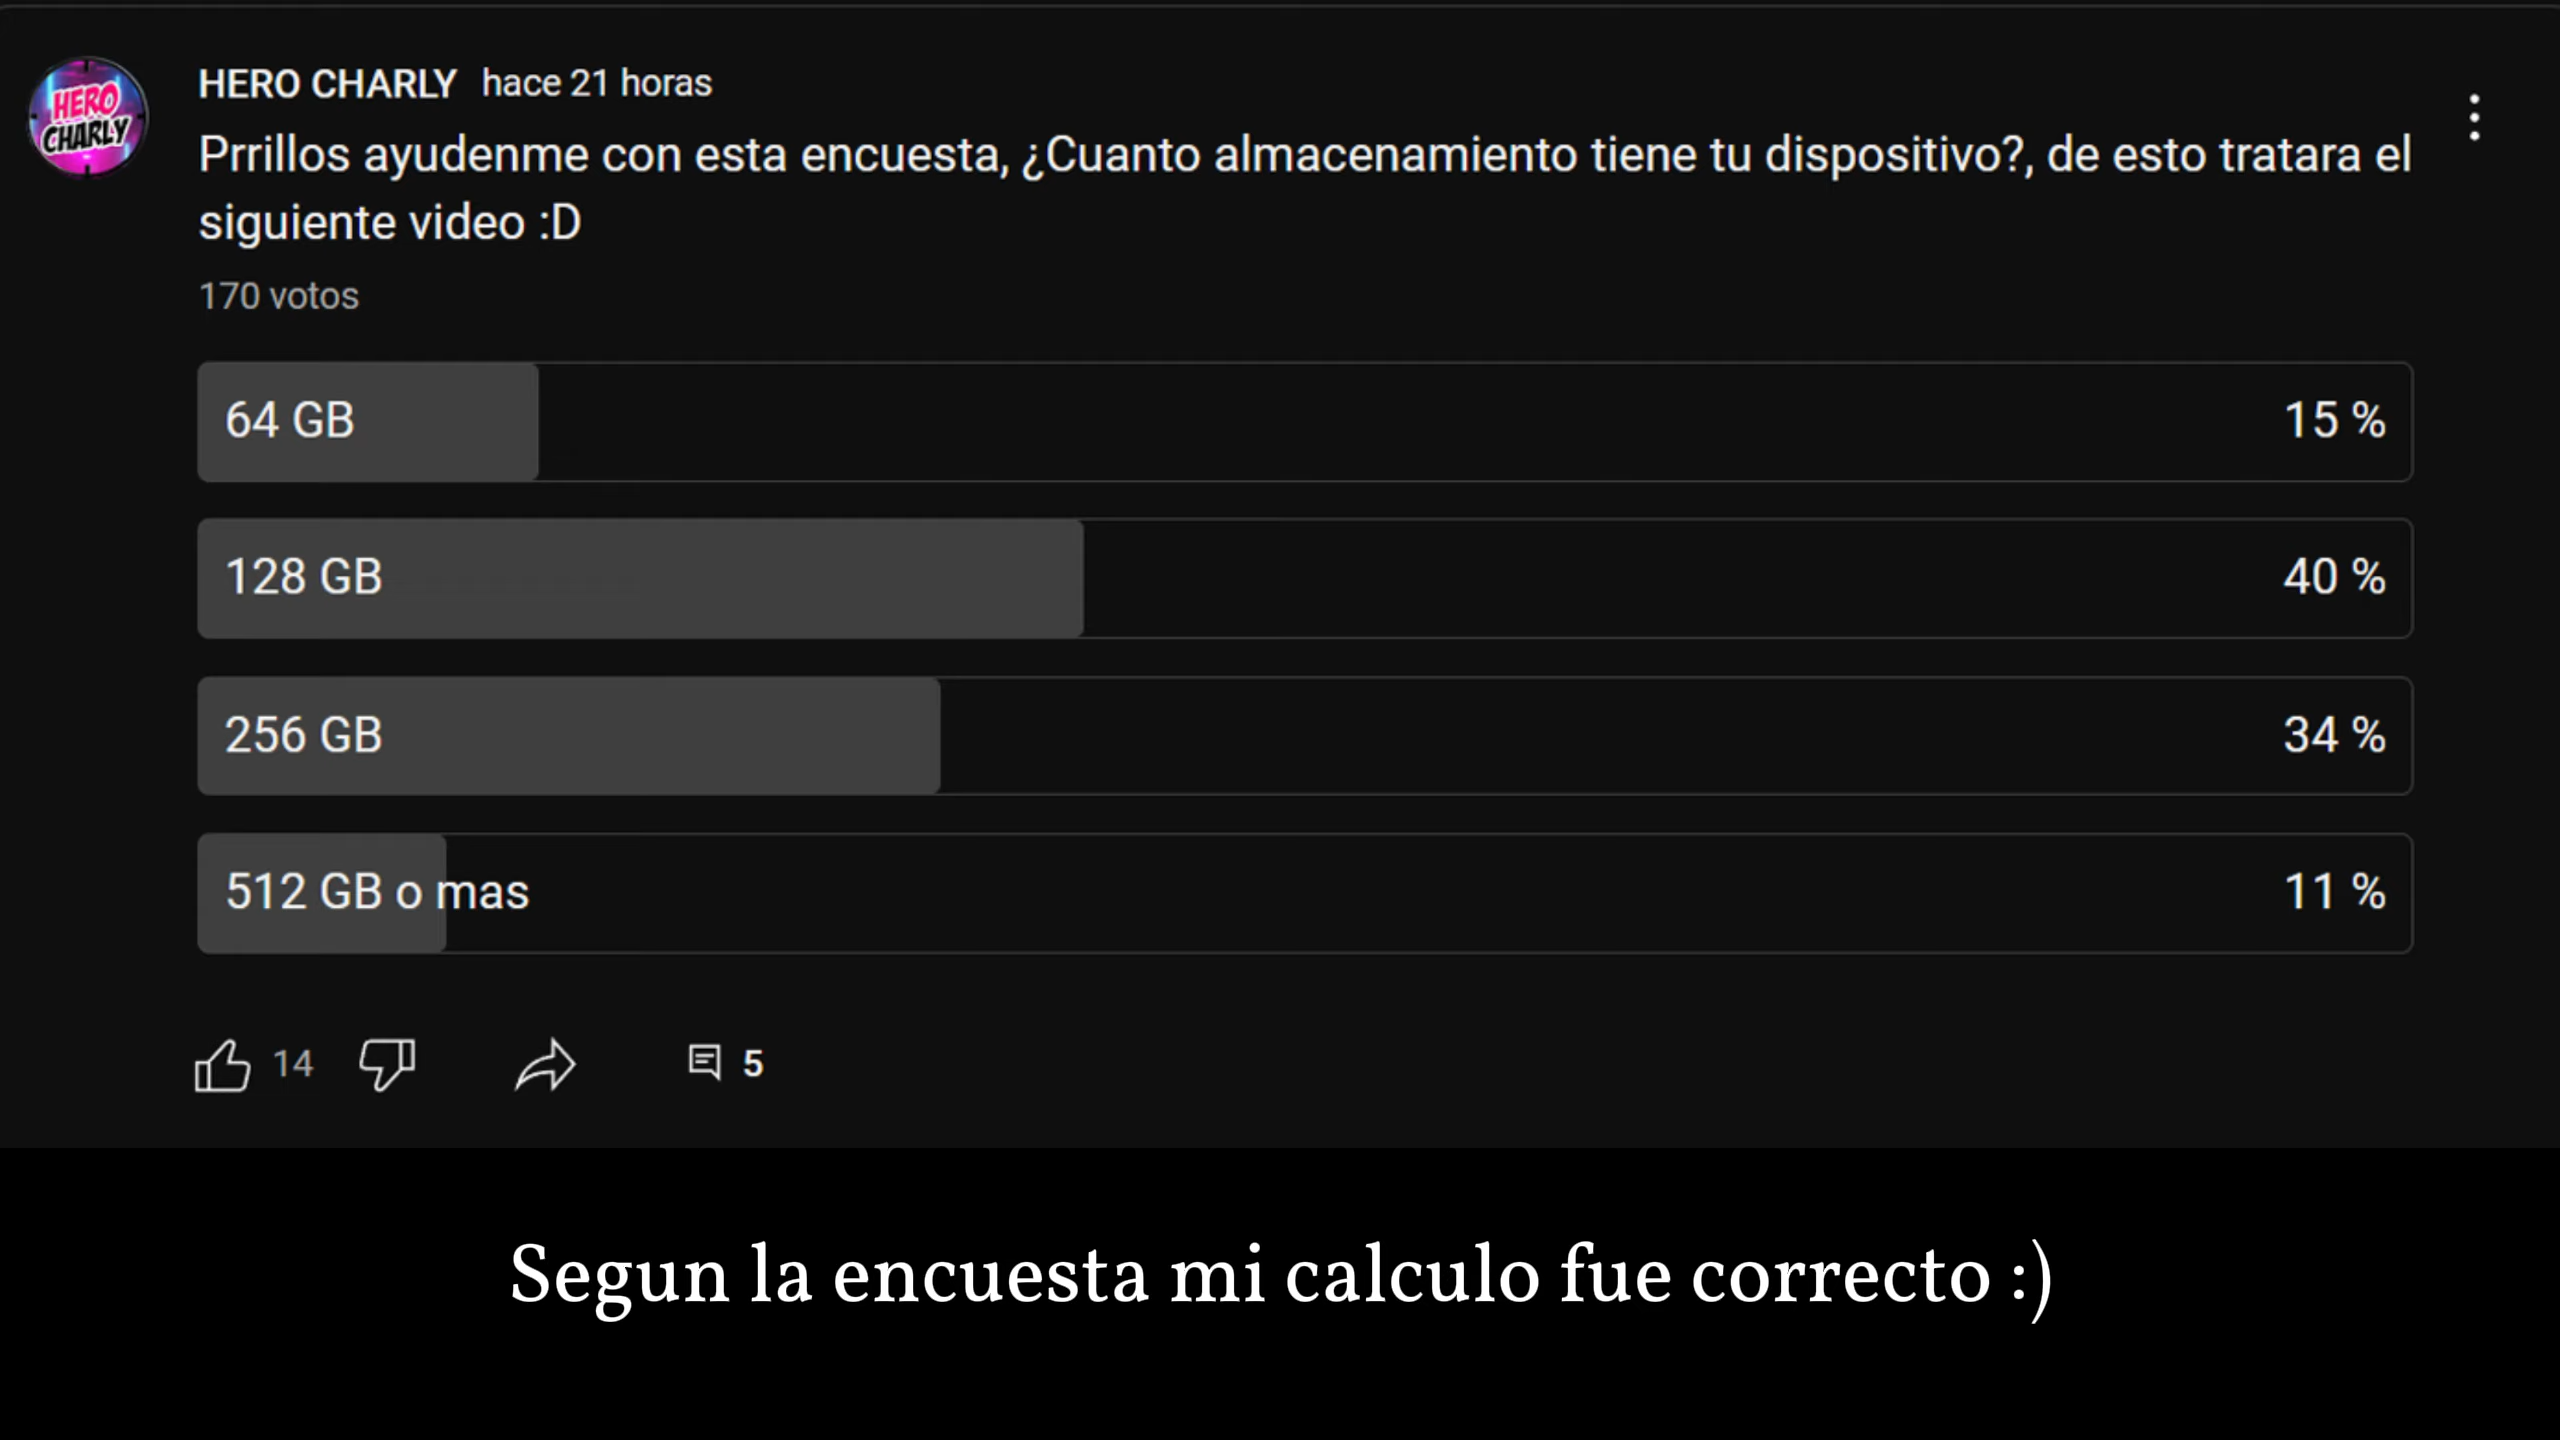 HERO CHARLY
HERO CHARLY hace 21 horas
Prrillos ayudenme con esta encuesta, ¿Cuanto almacenamiento tiene tu dispositivo?, de esto tratara el
siguiente video :D
170 votos
64 GB 15 %
128 GB 40 %
256 GB 34 %
512 GB o mas 11 %
14 5
Segun la encuesta mi calculo fue correcto :)